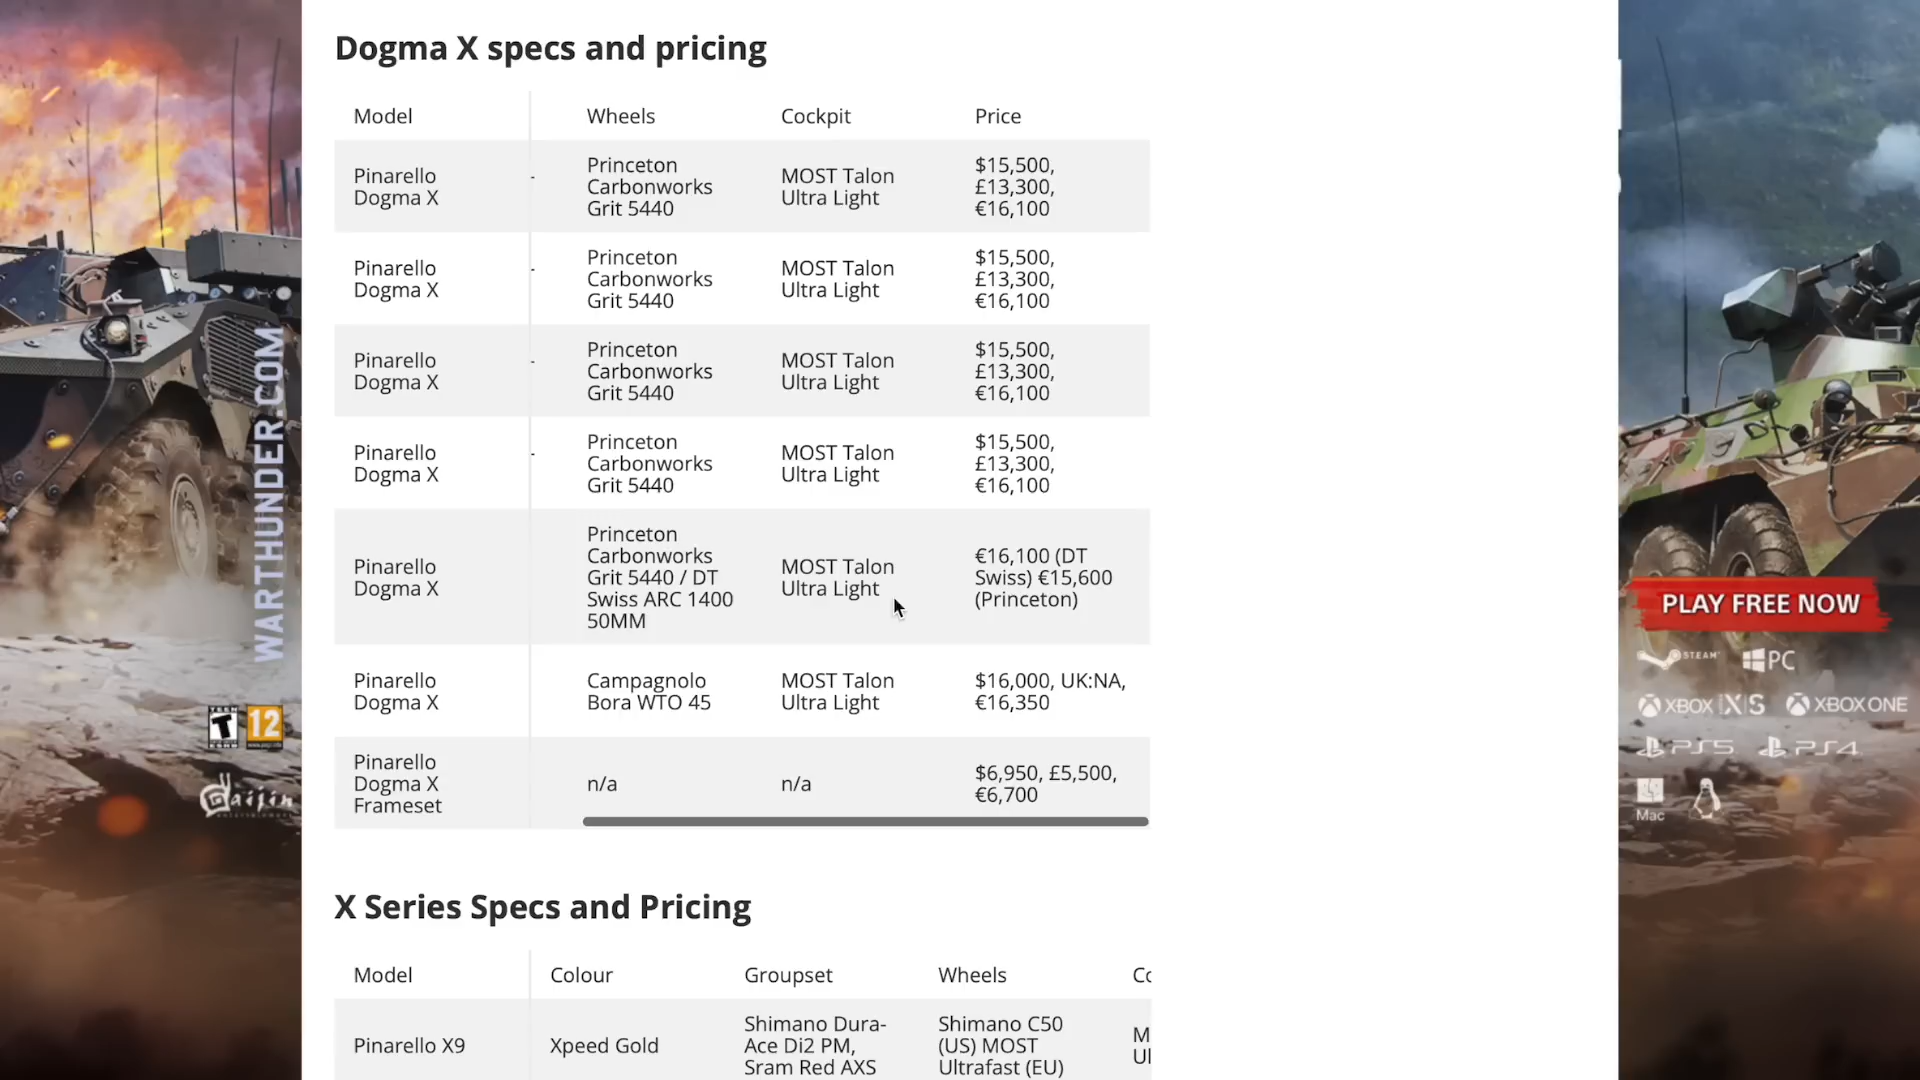 Dogma X specs and pricing
Model Wheels Cockpit Price
Pinarello
Dogma X
-
Princeton
Carbonworks
Grit 5440
MOST Talon
Ultra Light
$15,500,
£13,300,
€16,100
Pinarello
Dogma X
-
Princeton
Carbonworks
Grit 5440
MOST Talon
Ultra Light
$15,500,
£13,300,
€16,100
Pinarello
Dogma X
-
Princeton
Carbonworks
Grit 5440
MOST Talon
Ultra Light
$15,500,
£13,300,
€16,100
Pinarello
Dogma X
-
Princeton
Carbonworks
Grit 5440
MOST Talon
Ultra Light
$15,500,
£13,300,
€16,100
Pinarello
Dogma X
Princeton
Carbonworks
Grit 5440 / DT
Swiss ARC 1400
50MM
MOST Talon
Ultra Light
€16,100 (DT
Swiss) €15,600
(Princeton)
Pinarello
Dogma X
Campagnolo
Bora WTO 45
MOST Talon
Ultra Light
$16,000, UK:NA,
€16,350
Pinarello
Dogma X
Frameset
n/a
n/a
$6,950, £5,500,
€6,700
X Series Specs and Pricing
Model Colour Groupset Wheels
Pinarello X9
Xpeed Gold
Shimano Dura-
Ace Di2 PM,
Sram Red AXS
Shimano C50
(US) MOST
Ultrafast (EU)
WARTHUNDER.COM
TEEN
T
12
Gaijin
PLAY FREE NOW
STEAM PC
XBOX X|S XBOX ONE
PS5 PS4
Mac